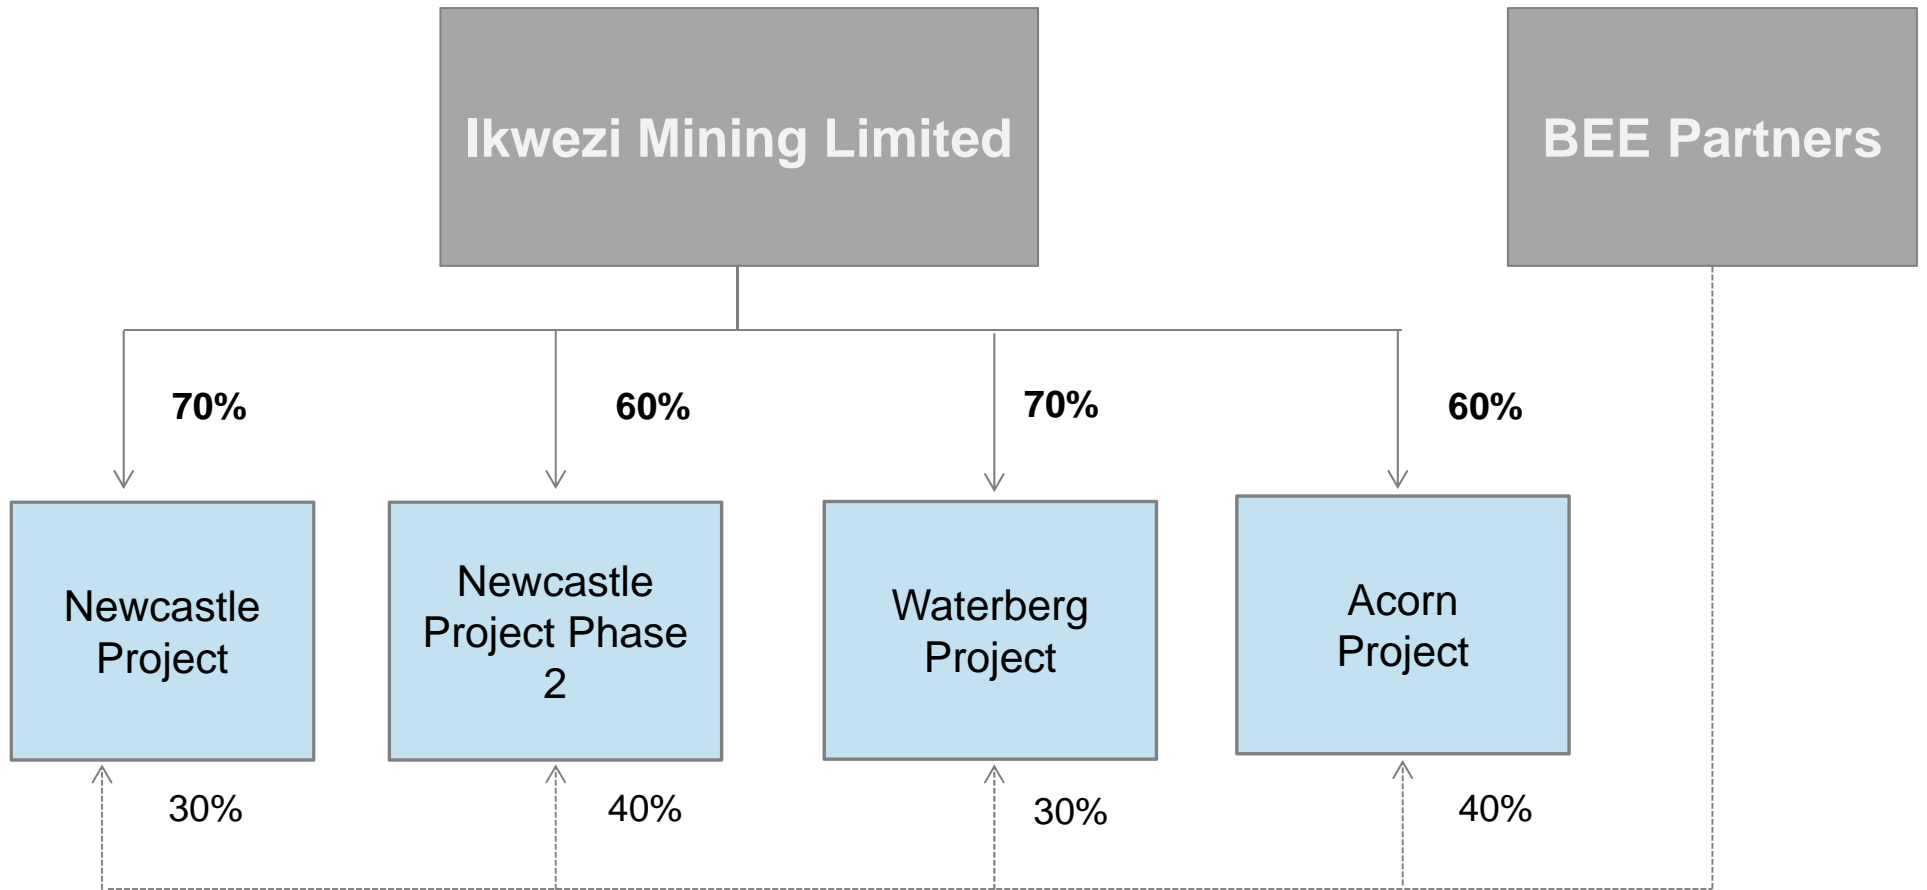 Ikwezi Mining Limited
BEE Partners
70%
60%
70%
60%
Newcastle
Project
Newcastle
Project Phase
2
Waterberg
Project
Acorn
Project
30%
40%
30%
40%